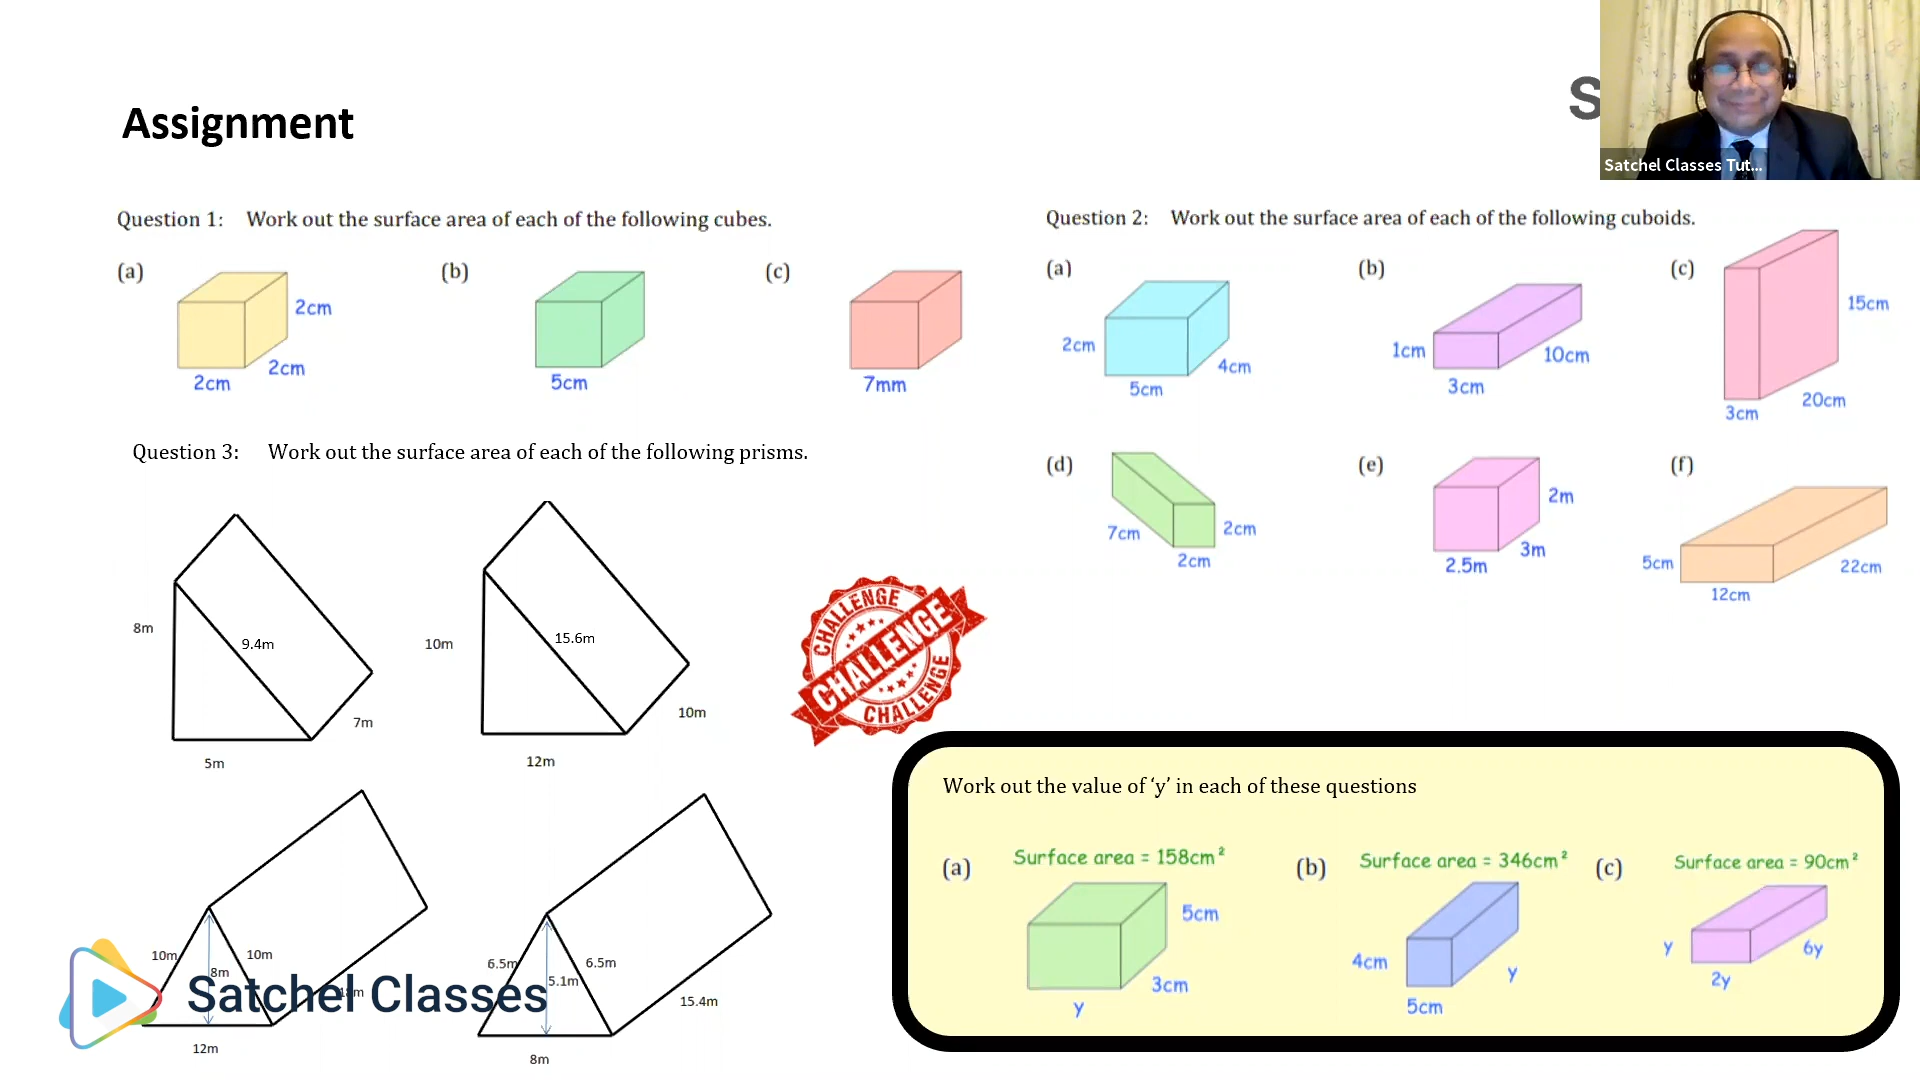 Assignment
S
Satchel Classes Tut...
Question 1: Work out the surface area of each of the following cubes.
(a)
2cm
2cm
2cm
(b)
5cm
(c)
7mm
Question 2: Work out the surface area of each of the following cuboids.
(a)
2cm
4cm
5cm
(b)
1cm
10cm
3cm
(c)
15cm
20cm
3cm
(d)
7cm
2cm
2cm
(e)
2m
3m
2.5m
(f)
5cm
22cm
12cm
Question 3: Work out the surface area of each of the following prisms.
8m
9.4m
7m
5m
10m
15.6m
10m
12m
10m
10m
8m
12m
6.5m
6.5m
5.1m
15.4m
8m
Satchel Classes
CHALLENGE
CHALLENGE
CHALLENGE
Work out the value of ‘y’ in each of these questions
(a)
Surface area = 158cm²
5cm
3cm
y
(b)
Surface area = 346cm²
4cm
y
5cm
(c)
Surface area = 90cm²
y
6y
2y